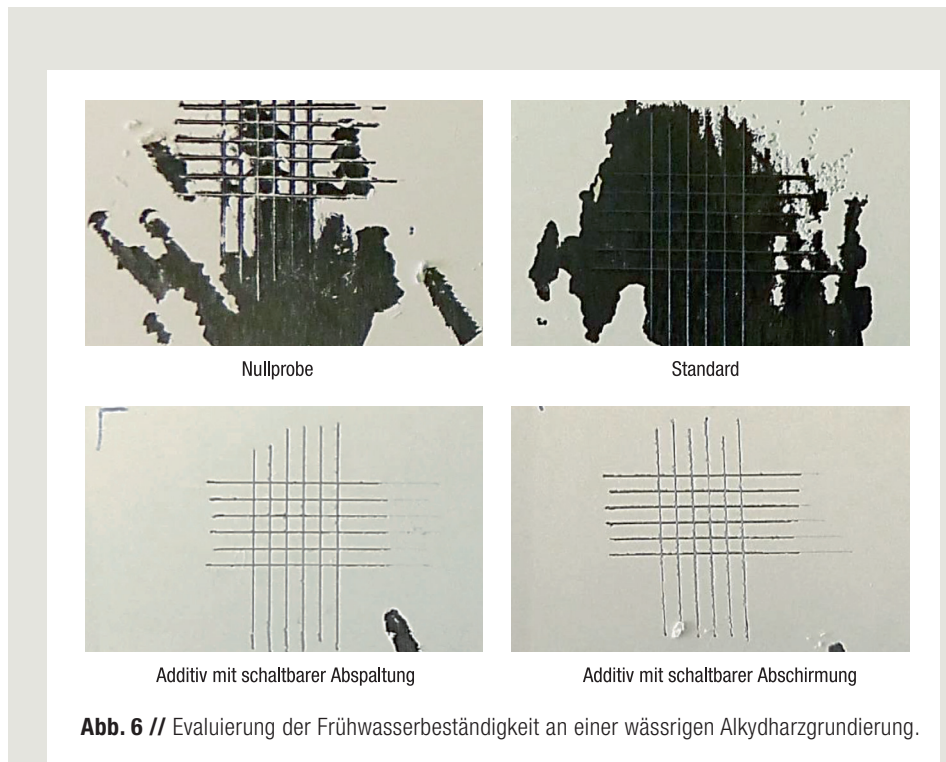 Nullprobe
Standard
Additiv mit schaltbarer Abspaltung
Additiv mit schaltbarer Abschirmung
Abb. 6 // Evaluierung der Frühwasserbeständigkeit an einer wässrigen Alkydharzgrundierung.